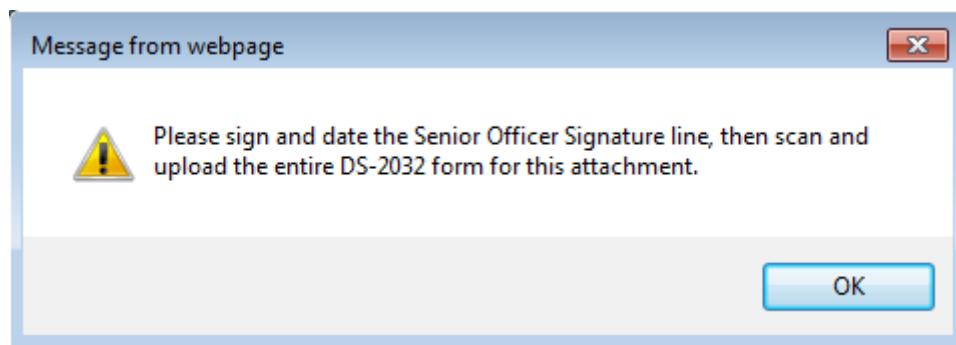 Message from webpage
Please sign and date the Senior Officer Signature line, then scan and
upload the entire DS-2032 form for this attachment.
OK